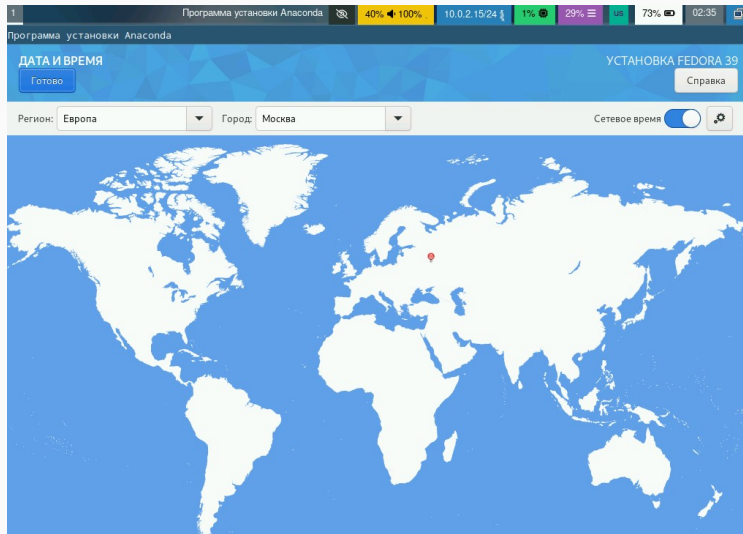 1 Программа установки Anaconda 40% 100% 10.0.2.15/24 1% 29% us 73% 02:35
Программа установки Anaconda
ДАТА И ВРЕМЯ УСТАНОВКА FEDORA 39
Готово Справка
Регион: Европа Город: Москва Сетевое время